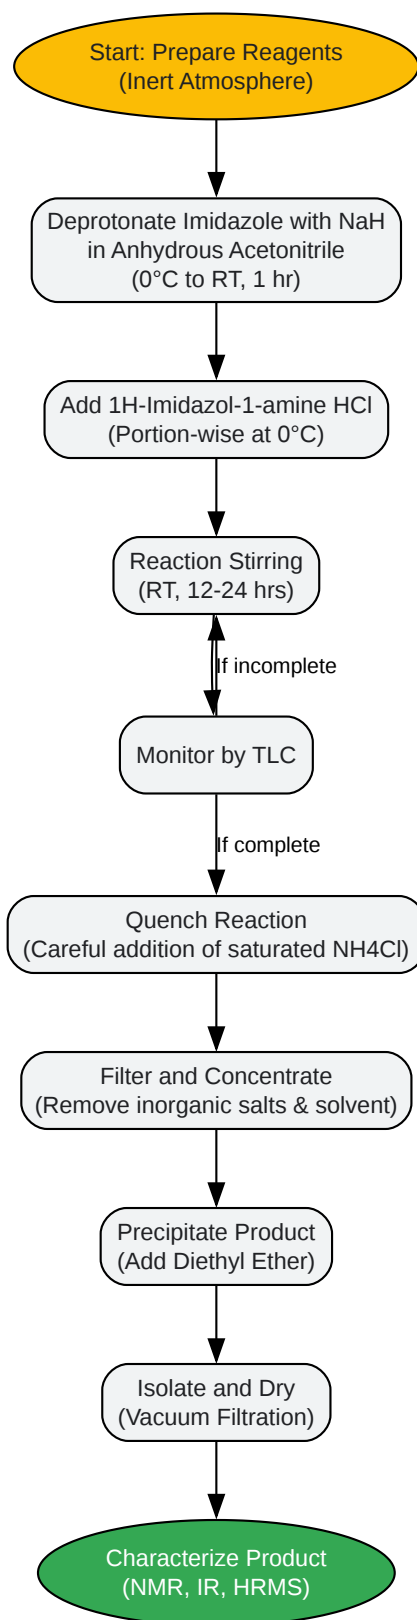 Start: Prepare Reagents
(Inert Atmosphere)
Deprotonate Imidazole with NaH
in Anhydrous Acetonitrile
(0°C to RT, 1 hr)
Add 1H-Imidazol-1-amine HCl
(Portion-wise at 0°C)
Reaction Stirring
(RT, 12-24 hrs)
If incomplete
Monitor by TLC
If complete
Quench Reaction
(Careful addition of saturated NH4Cl)
Filter and Concentrate
(Remove inorganic salts & solvent)
Precipitate Product
(Add Diethyl Ether)
Isolate and Dry
(Vacuum Filtration)
Characterize Product
(NMR, IR, HRMS)